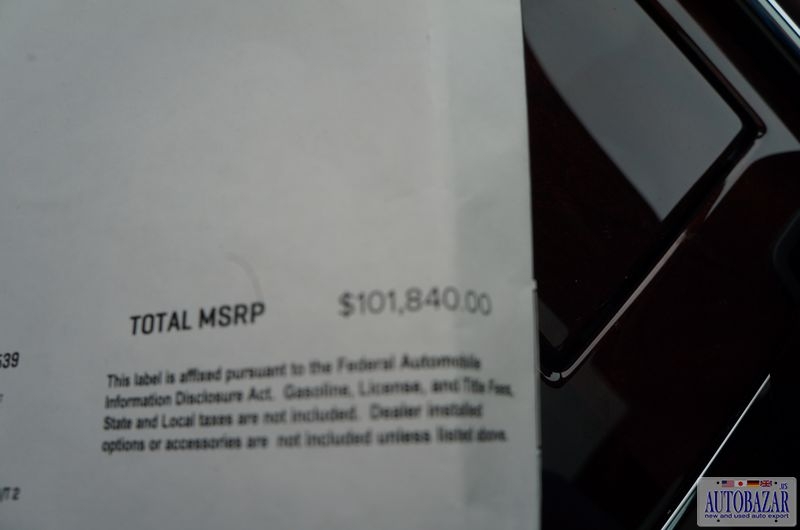 TOTAL MSRP $101,840.00
539
This label is affixed pursuant to the Federal Automobile
Information Disclosure Act. Gasoline, License, and Title Fees,
State and Local taxes are not included. Dealer installed
options or accessories are not included unless listed above.
/T2
AUTOBAZAR.US
new and used auto export